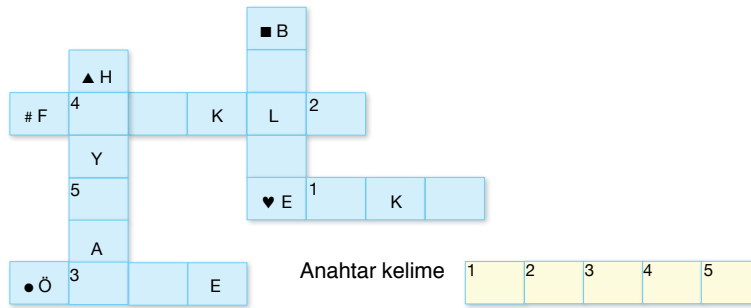 ■ B
▲ H
# F 4 K L 2
Y
5 ♥ E 1 K
A
● Ö 3 E
Anahtar kelime 1 2 3 4 5